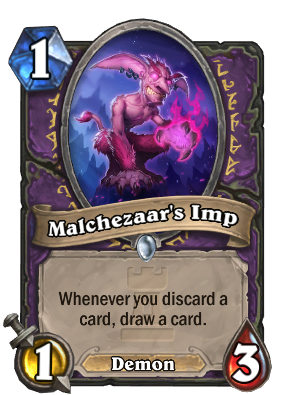 1
Malchezaar's Imp
Whenever you discard a
card, draw a card.
1
Demon
3